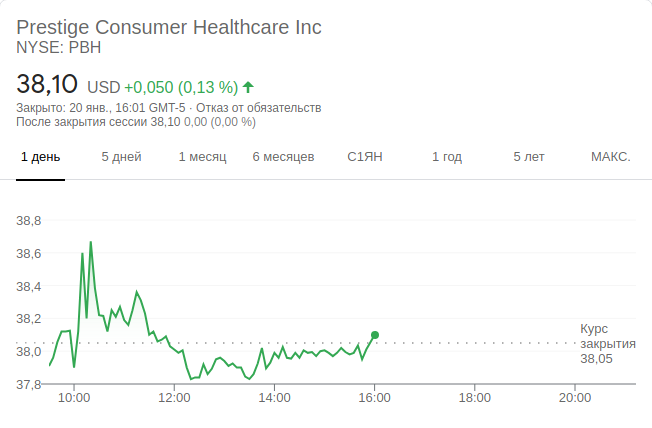 Prestige Consumer Healthcare Inc
NYSE: PBH
38,10 USD +0,050 (0,13 %)
Закрыто: 20 янв., 16:01 GMT-5 · Отказ от обязательств
После закрытия сессии 38,10 0,00 (0,00 %)
1 день 5 дней 1 месяц 6 месяцев С1ЯН 1 год 5 лет МАКС.
38,8
38,6
38,4
38,2
Курс
закрытия
38,05
38,0
37,8
10:00 12:00 14:00 16:00 18:00 20:00